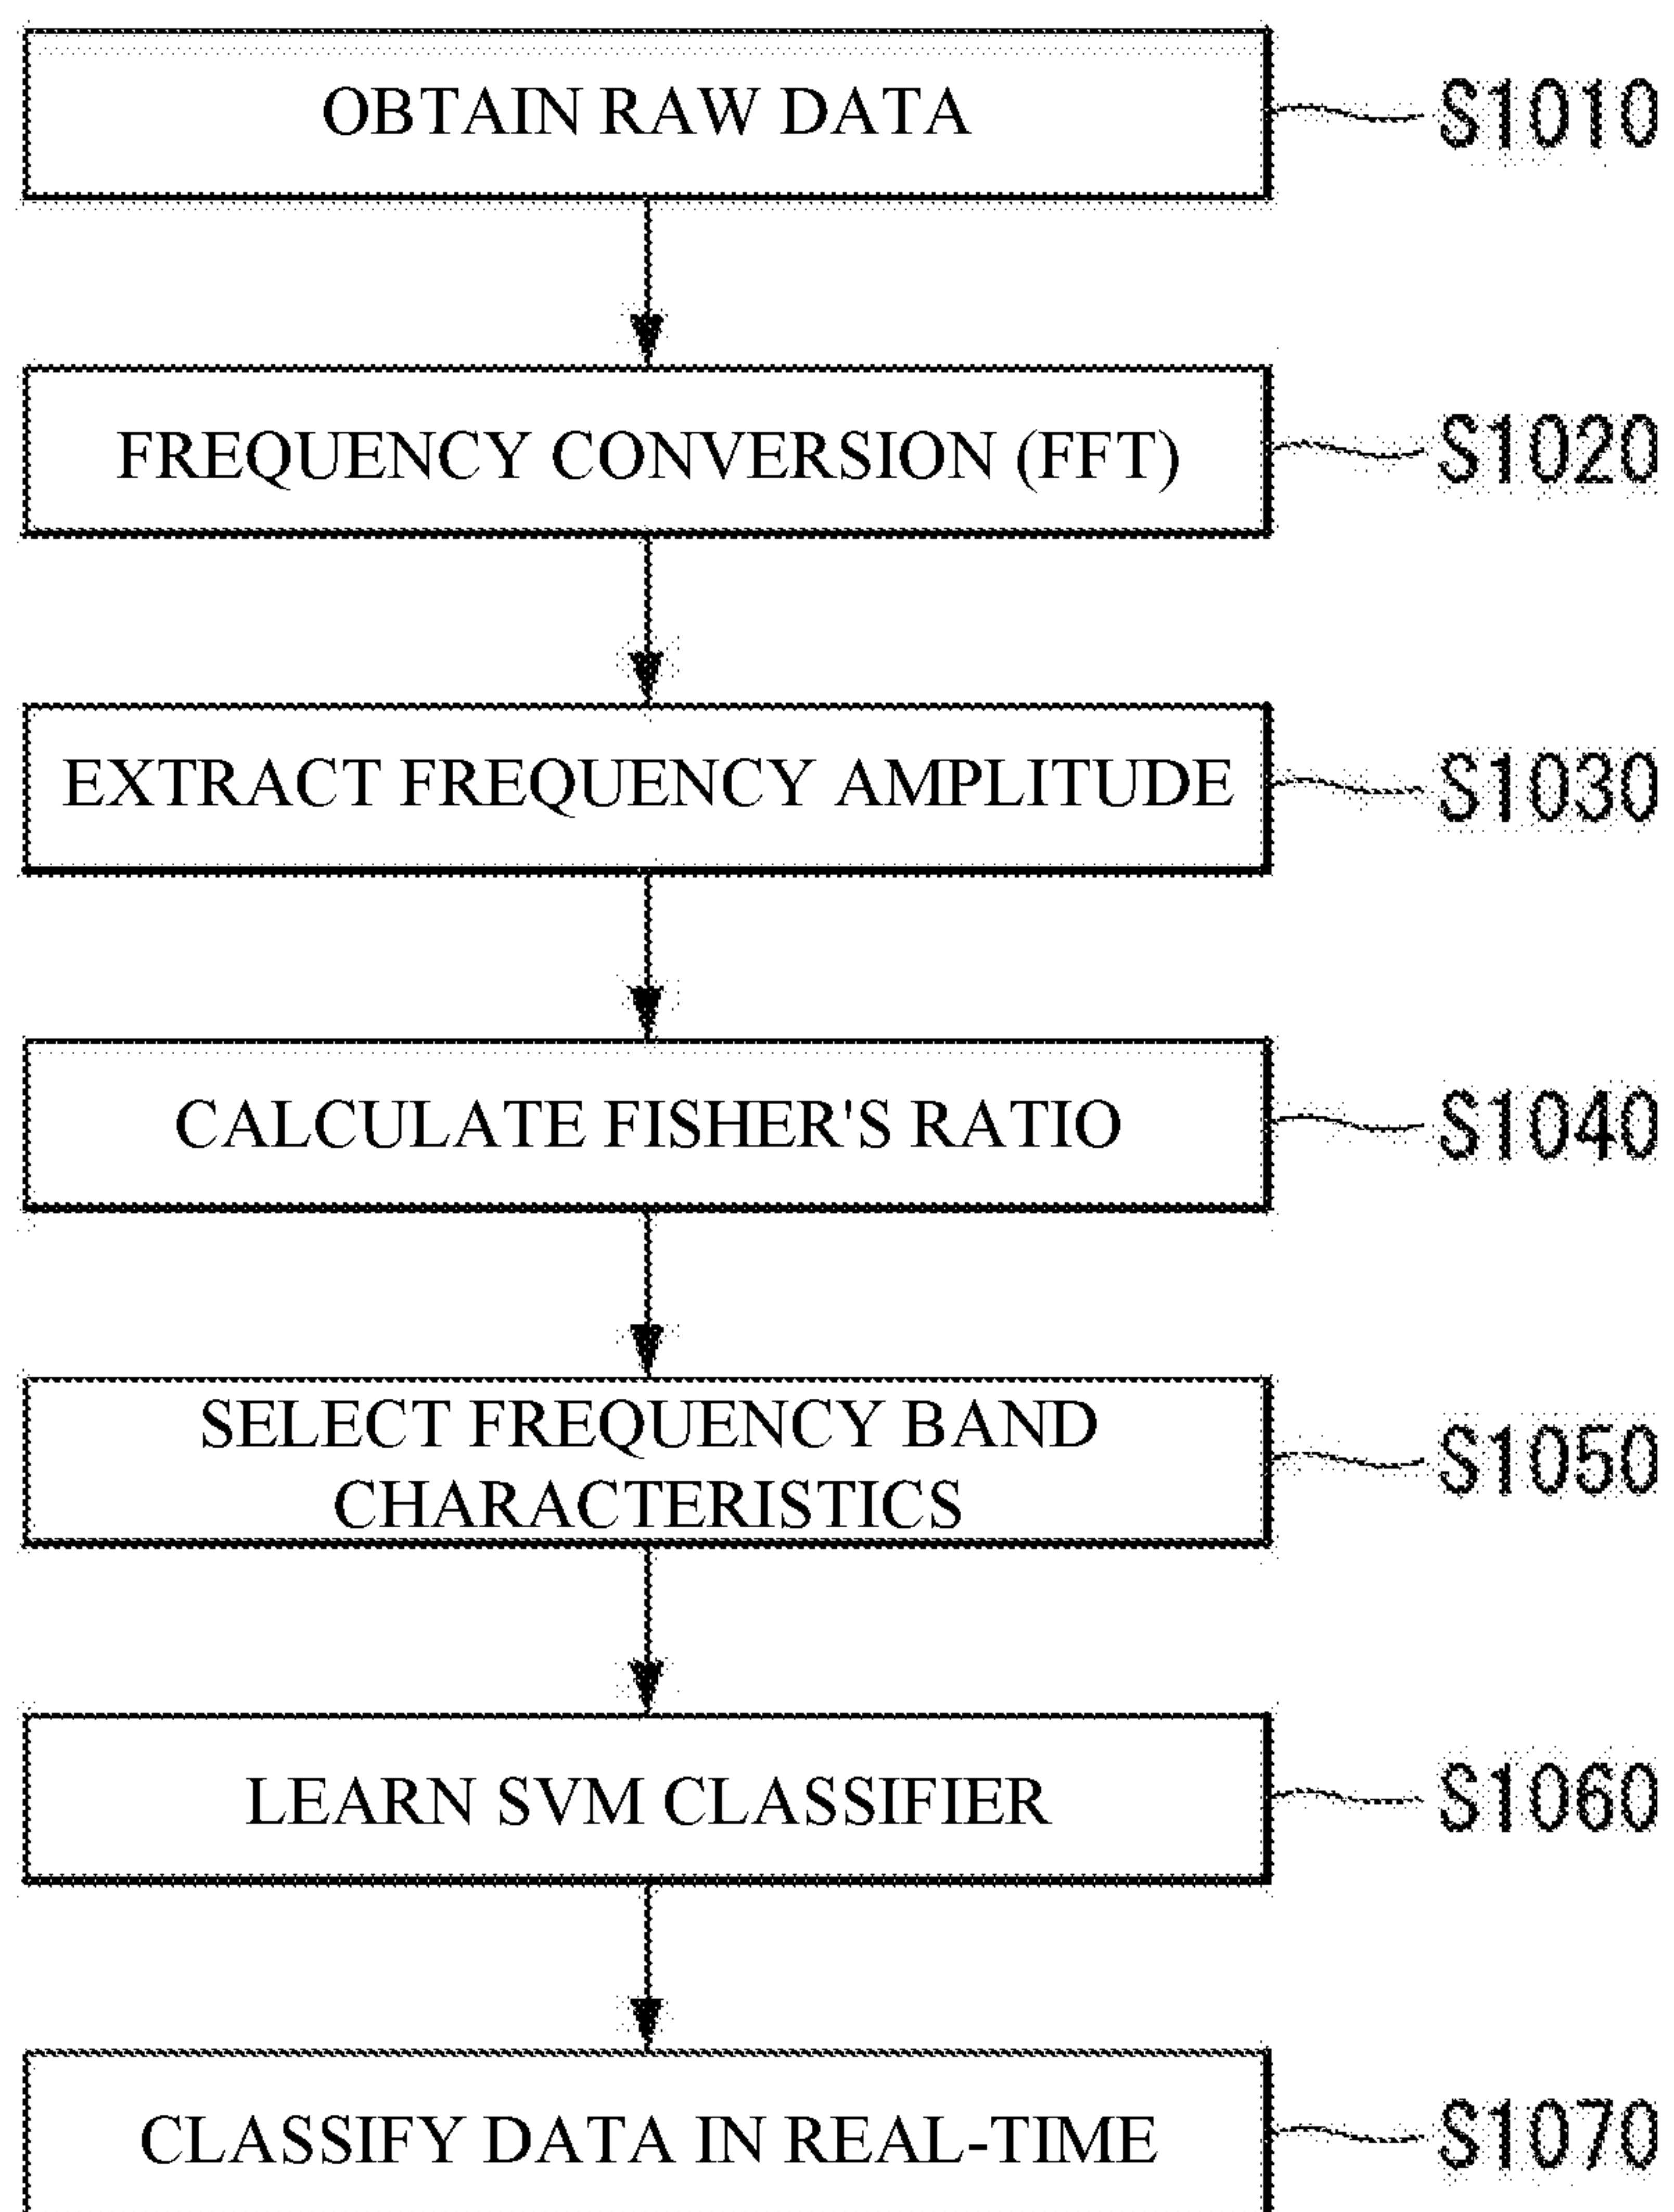 OBTAIN RAW DATA
S1010
FREQUENCY CONVERSION (FFT)
S1020
EXTRACT FREQUENCY AMPLITUDE
S1030
CALCULATE FISHER'S RATIO
S1040
SELECT FREQUENCY BAND
CHARACTERISTICS
S1050
LEARN SVM CLASSIFIER
S1060
CLASSIFY DATA IN REAL-TIME
S1070